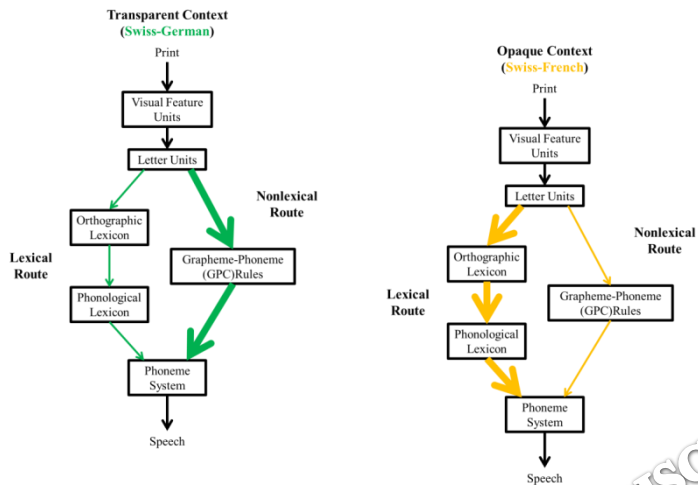 Transparent Context
(Swiss-German)
Print
Visual Feature
Units
Letter Units
Nonlexical
Route
Orthographic
Lexicon
Lexical
Route
Grapheme-Phoneme
(GPC)Rules
Phonological
Lexicon
Phoneme
System
Speech
Opaque Context
(Swiss-French)
Print
Visual Feature
Units
Letter Units
Nonlexical
Route
Orthographic
Lexicon
Lexical
Route
Grapheme-Phoneme
(GPC)Rules
Phonological
Lexicon
Phoneme
System
Speech